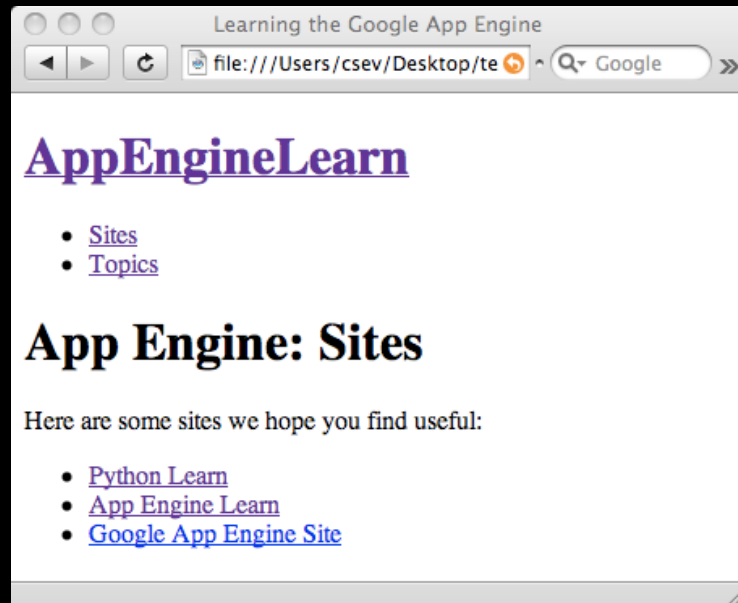 Learning the Google App Engine
file:///Users/csev/Desktop/te Google
AppEngineLearn
Sites
Topics
App Engine: Sites
Here are some sites we hope you find useful:
Python Learn
App Engine Learn
Google App Engine Site